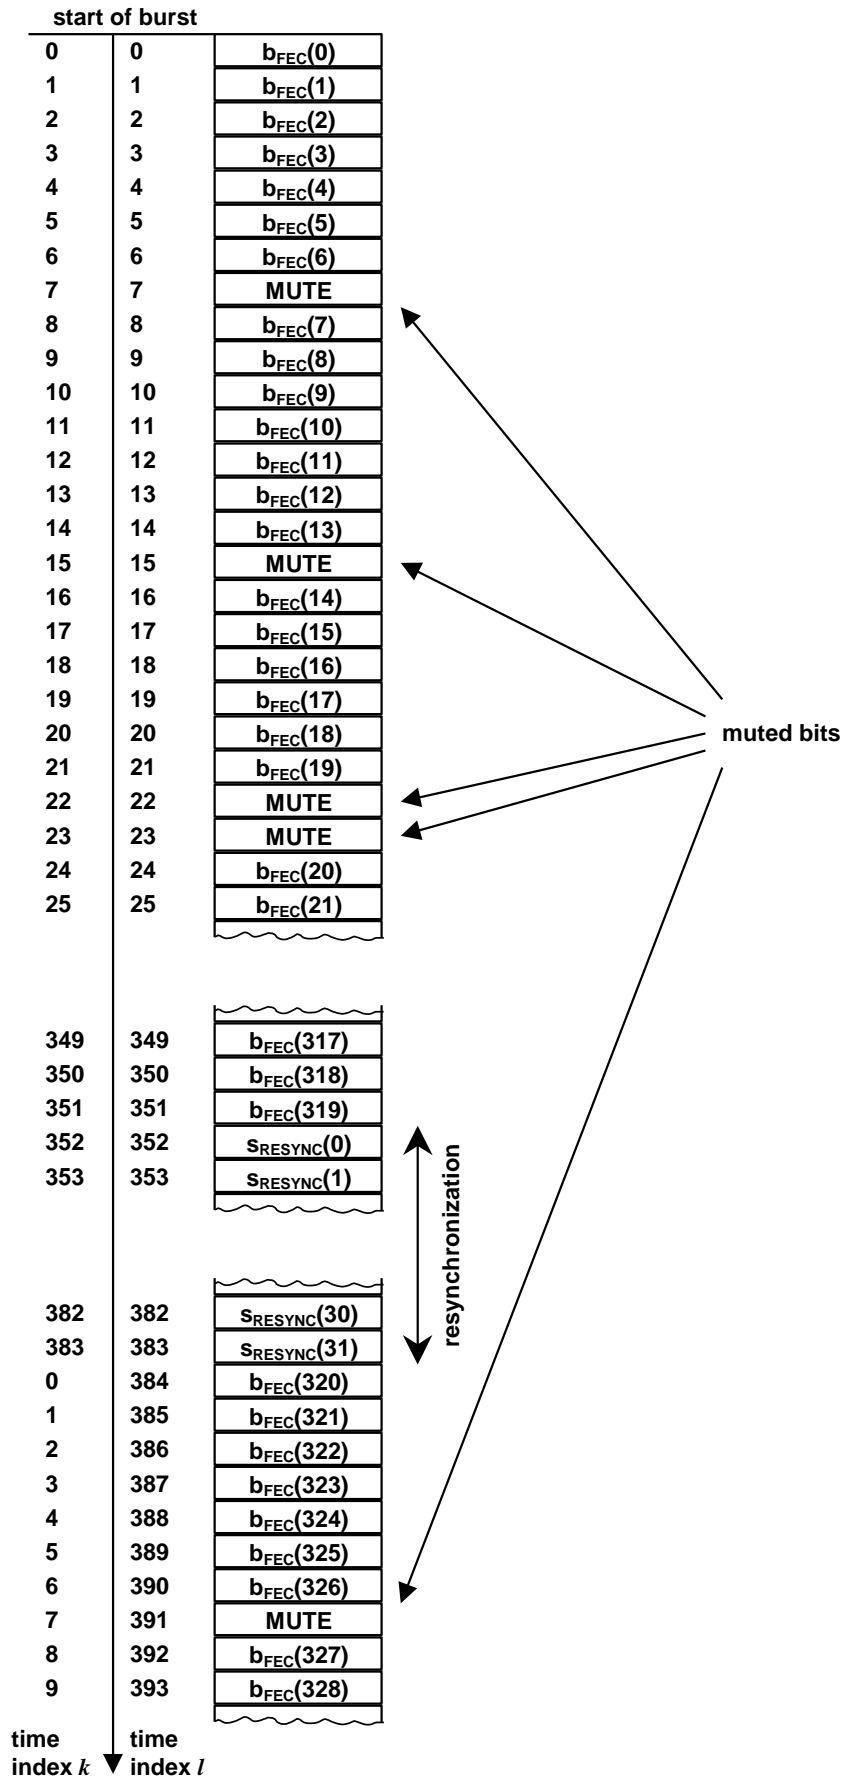 start of burst
0 0 bFEC(0)
1 1 bFEC(1)
2 2 bFEC(2)
3 3 bFEC(3)
4 4 bFEC(4)
5 5 bFEC(5)
6 6 bFEC(6)
7 7 MUTE
8 8 bFEC(7)
9 9 bFEC(8)
10 10 bFEC(9)
11 11 bFEC(10)
12 12 bFEC(11)
13 13 bFEC(12)
14 14 bFEC(13)
15 15 MUTE
16 16 bFEC(14)
17 17 bFEC(15)
18 18 bFEC(16)
19 19 bFEC(17)
20 20 bFEC(18) muted bits
21 21 bFEC(19)
22 22 MUTE
23 23 MUTE
24 24 bFEC(20)
25 25 bFEC(21)
349 349 bFEC(317)
350 350 bFEC(318)
351 351 bFEC(319)
352 352 sRESYNC(0)
353 353 sRESYNC(1)
resynchronization
382 382 sRESYNC(30)
383 383 sRESYNC(31)
0 384 bFEC(320)
1 385 bFEC(321)
2 386 bFEC(322)
3 387 bFEC(323)
4 388 bFEC(324)
5 389 bFEC(325)
6 390 bFEC(326)
7 391 MUTE
8 392 bFEC(327)
9 393 bFEC(328)
time time
index k index l